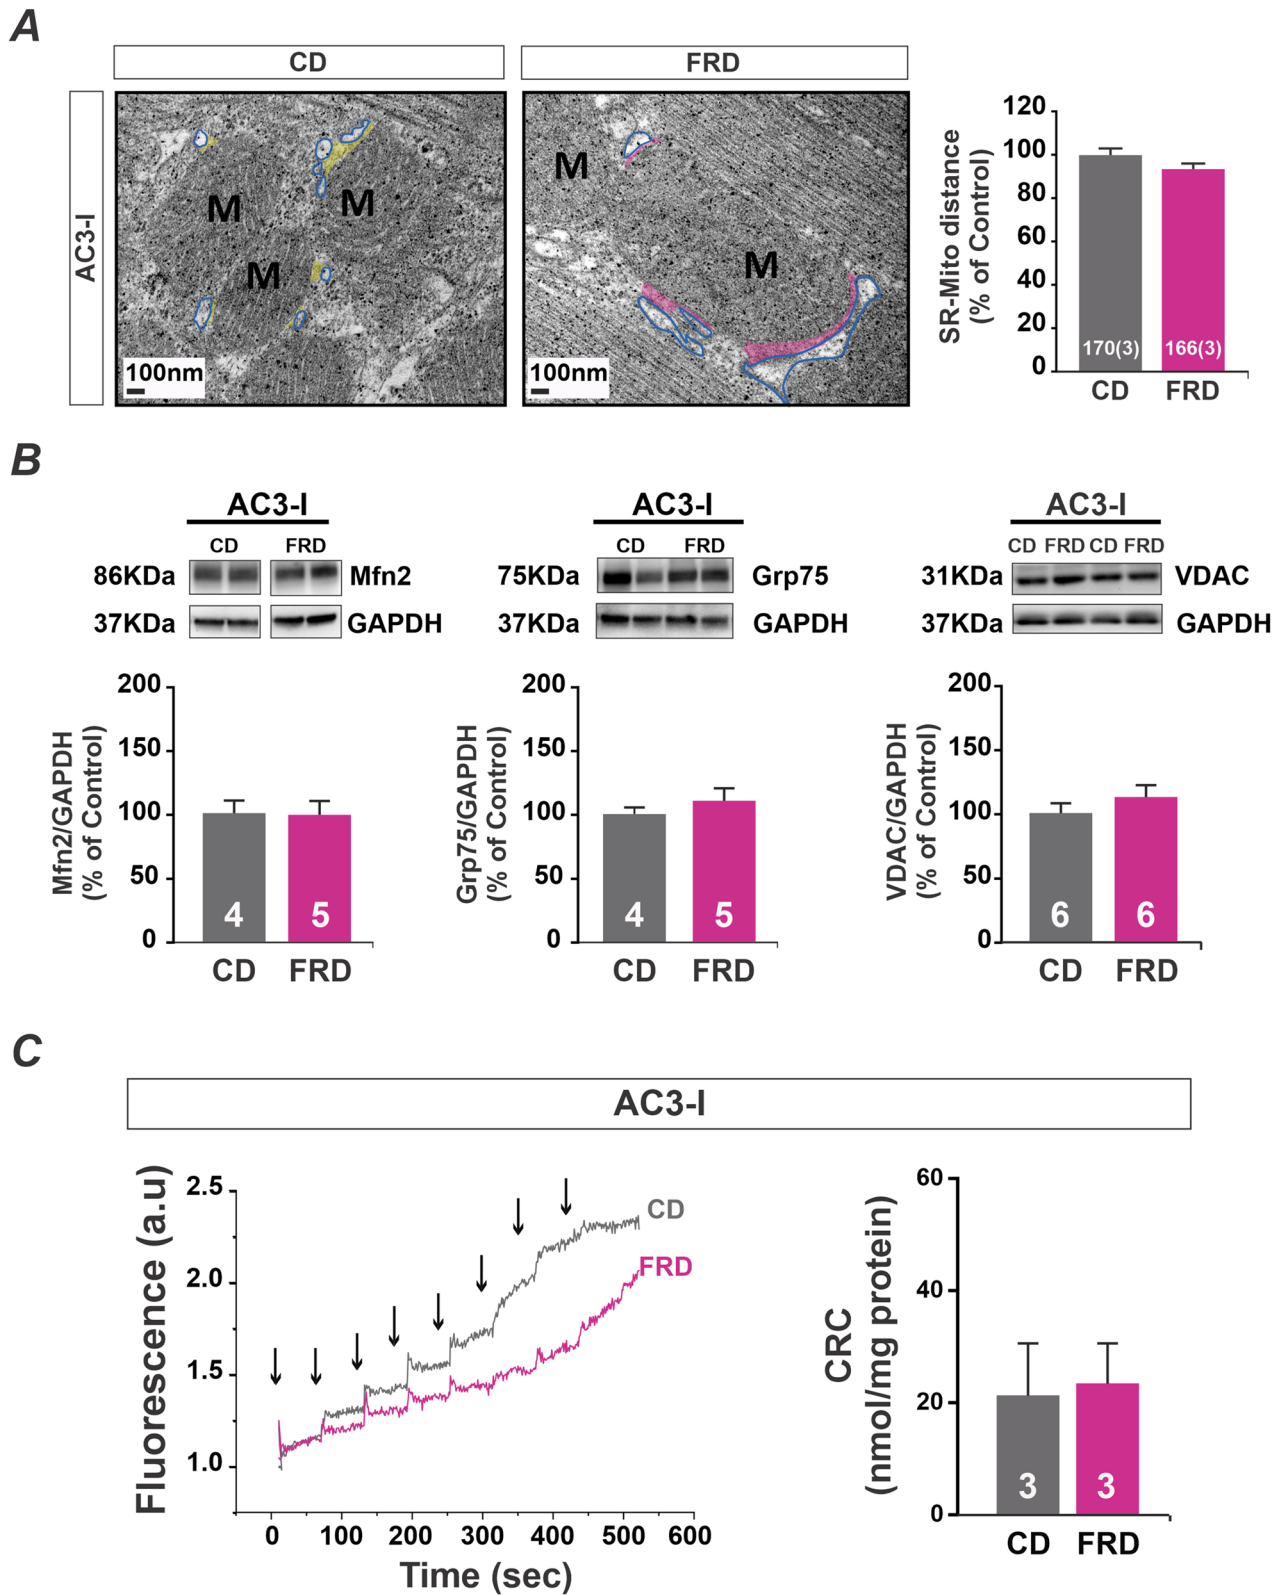 A
CD
FRD
AC3-I
M
M
M
100nm
M
M
100nm
SR-Mito distance
(% of Control)
120
100
80
60
40
20
0
170(3)
166(3)
CD
FRD
B
AC3-I
CD
FRD
86KDa
Mfn2
37KDa
GAPDH
AC3-I
CD
FRD
75KDa
Grp75
37KDa
GAPDH
AC3-I
CD FRD CD FRD
31KDa
VDAC
37KDa
GAPDH
Mfn2/GAPDH
(% of Control)
200
150
100
50
0
4
5
CD
FRD
Grp75/GAPDH
(% of Control)
200
150
100
50
0
4
5
CD
FRD
VDAC/GAPDH
(% of Control)
200
150
100
50
0
6
6
CD
FRD
C
AC3-I
Fluorescence (a.u)
2.5
2.0
1.5
1.0
CD
FRD
0 100 200 300 400 500 600
Time (sec)
CRC
(nmol/mg protein)
60
40
20
0
3
3
CD
FRD